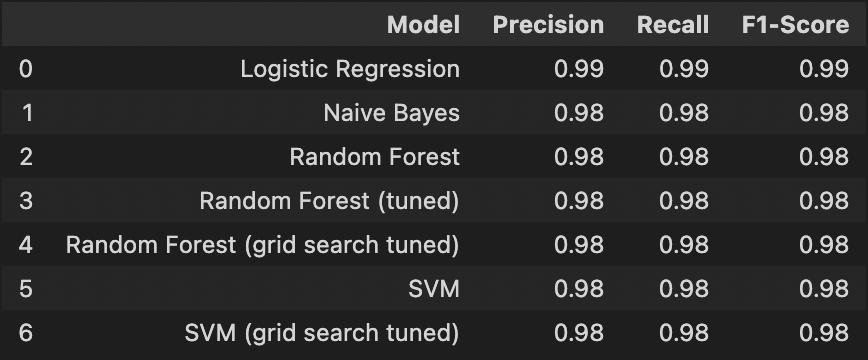 Model Precision Recall F1-Score
0 Logistic Regression 0.99 0.99 0.99
1 Naive Bayes 0.98 0.98 0.98
2 Random Forest 0.98 0.98 0.98
3 Random Forest (tuned) 0.98 0.98 0.98
4 Random Forest (grid search tuned) 0.98 0.98 0.98
5 SVM 0.98 0.98 0.98
6 SVM (grid search tuned) 0.98 0.98 0.98